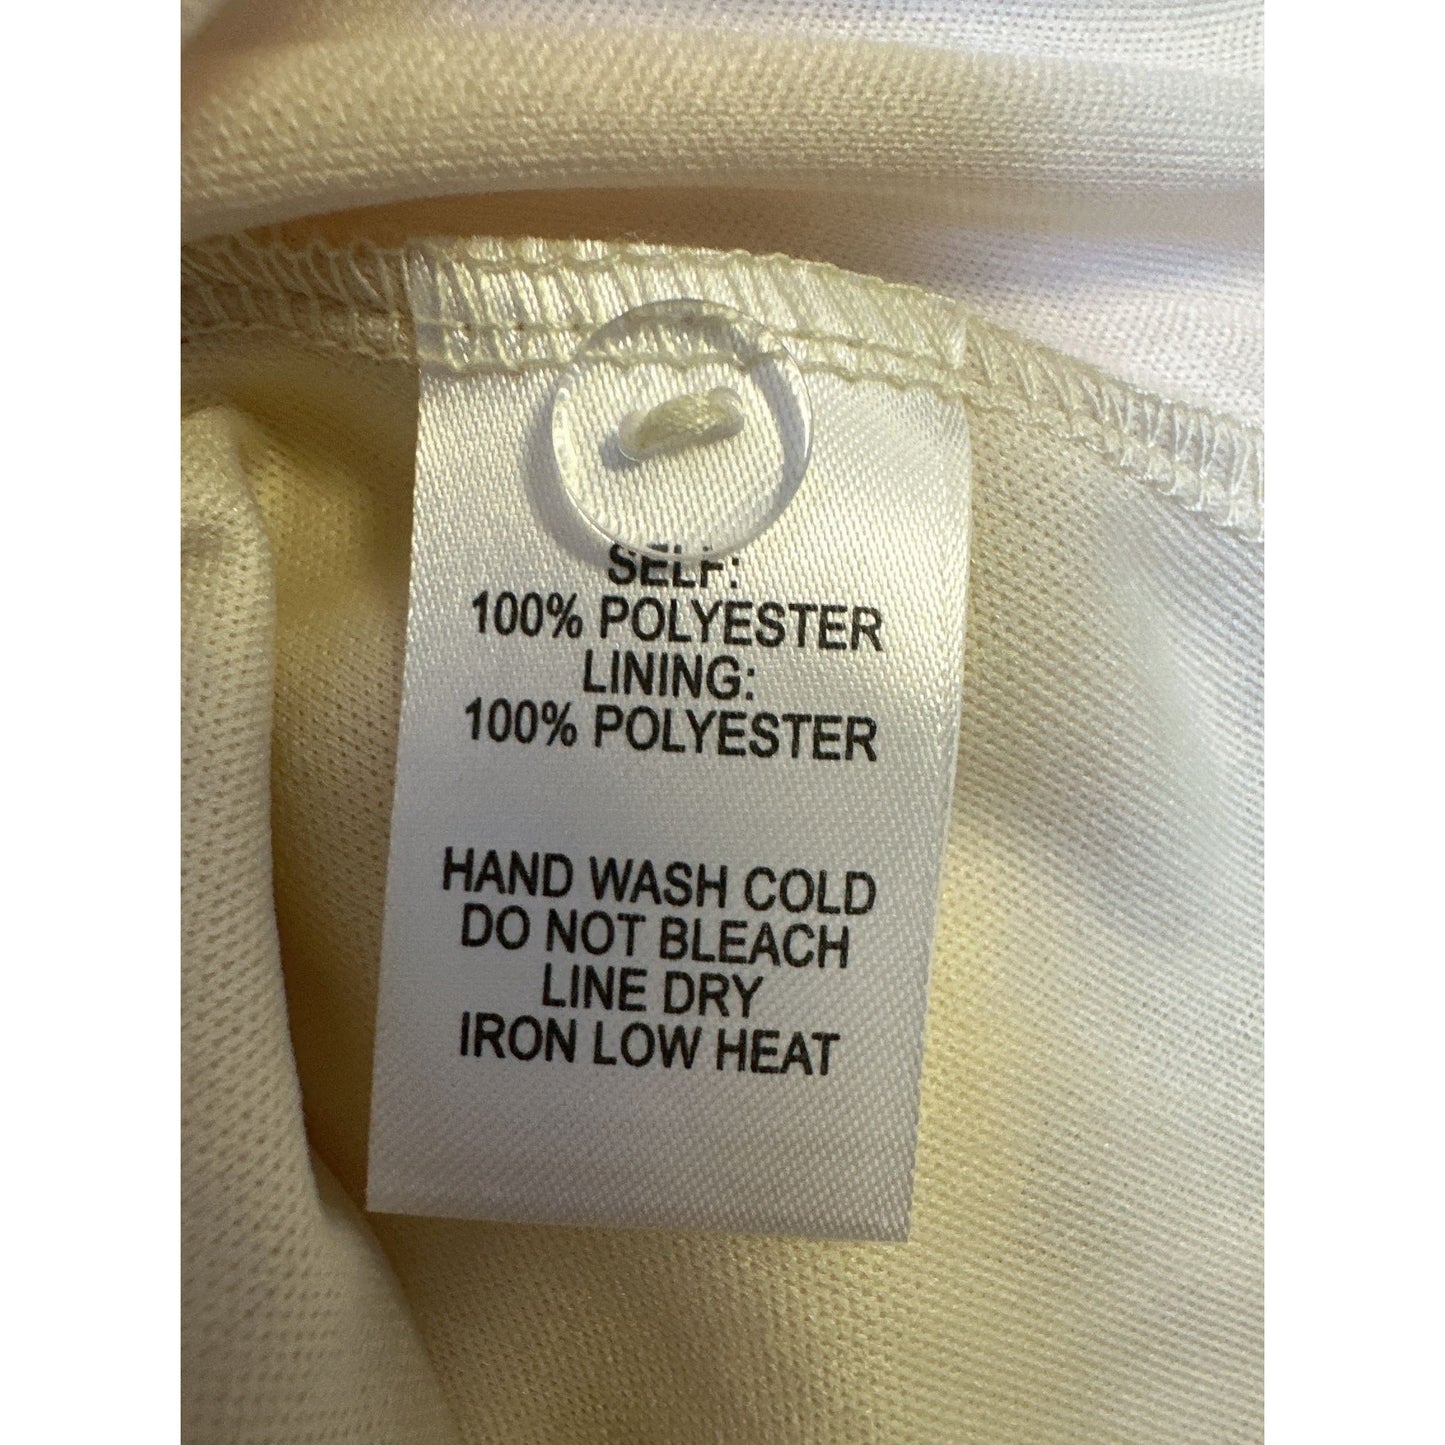 SELF:
100% POLYESTER
LINING:
100% POLYESTER
HAND WASH COLD
DO NOT BLEACH
LINE DRY
IRON LOW HEAT